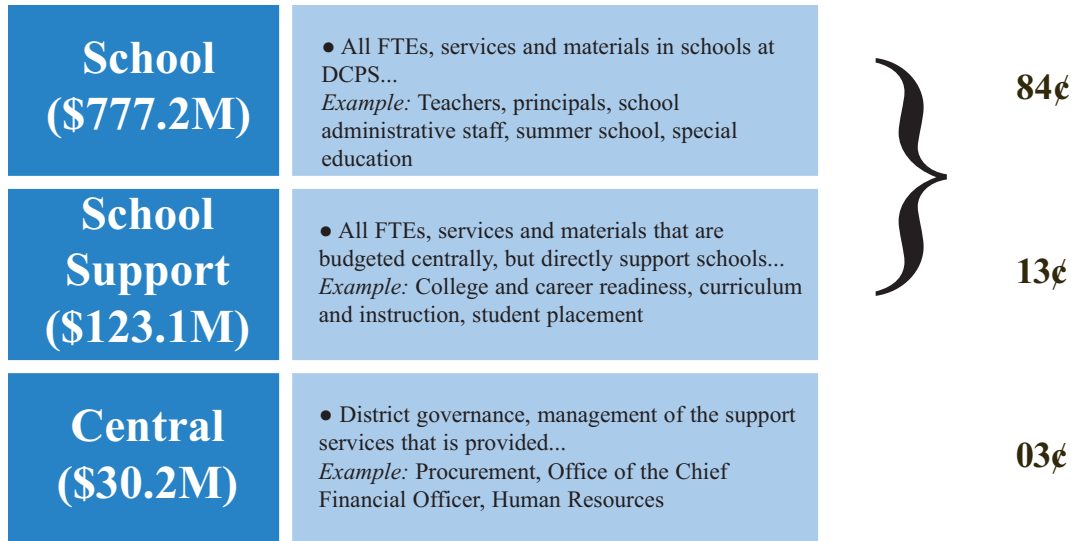 School
($777.2M)
● All FTEs, services and materials in schools at
DCPS...
Example: Teachers, principals, school
administrative staff, summer school, special
education
84¢
School
Support
($123.1M)
● All FTEs, services and materials that are
budgeted centrally, but directly support schools...
Example: College and career readiness, curriculum
and instruction, student placement
13¢
Central
($30.2M)
● District governance, management of the support
services that is provided...
Example: Procurement, Office of the Chief
Financial Officer, Human Resources
03¢